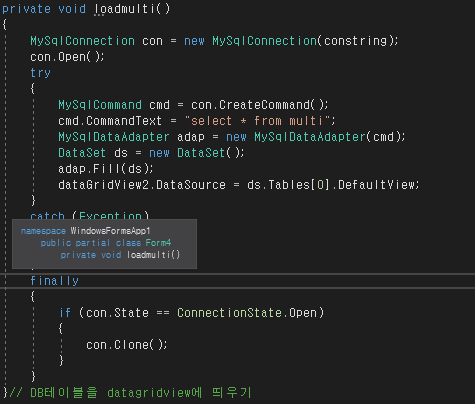 private void loadmulti()
{
MySqlConnection con = new MySqlConnection(constring);
con.Open();
try
{
MySqlCommand cmd = con.CreateCommand();
cmd.CommandText = "select * from multi";
MySqlDataAdapter adap = new MySqlDataAdapter(cmd);
DataSet ds = new DataSet();
adap.Fill(ds);
dataGridView2.DataSource = ds.Tables[0].DefaultView;
}
catch (Exception)
namespace WindowsFormsApp1
public partial class Form4
private void loadmulti()
finally
{
if (con.State == ConnectionState.Open)
{
con.Clone();
}
}
}// DB테이블을 datagridview에 띄우기